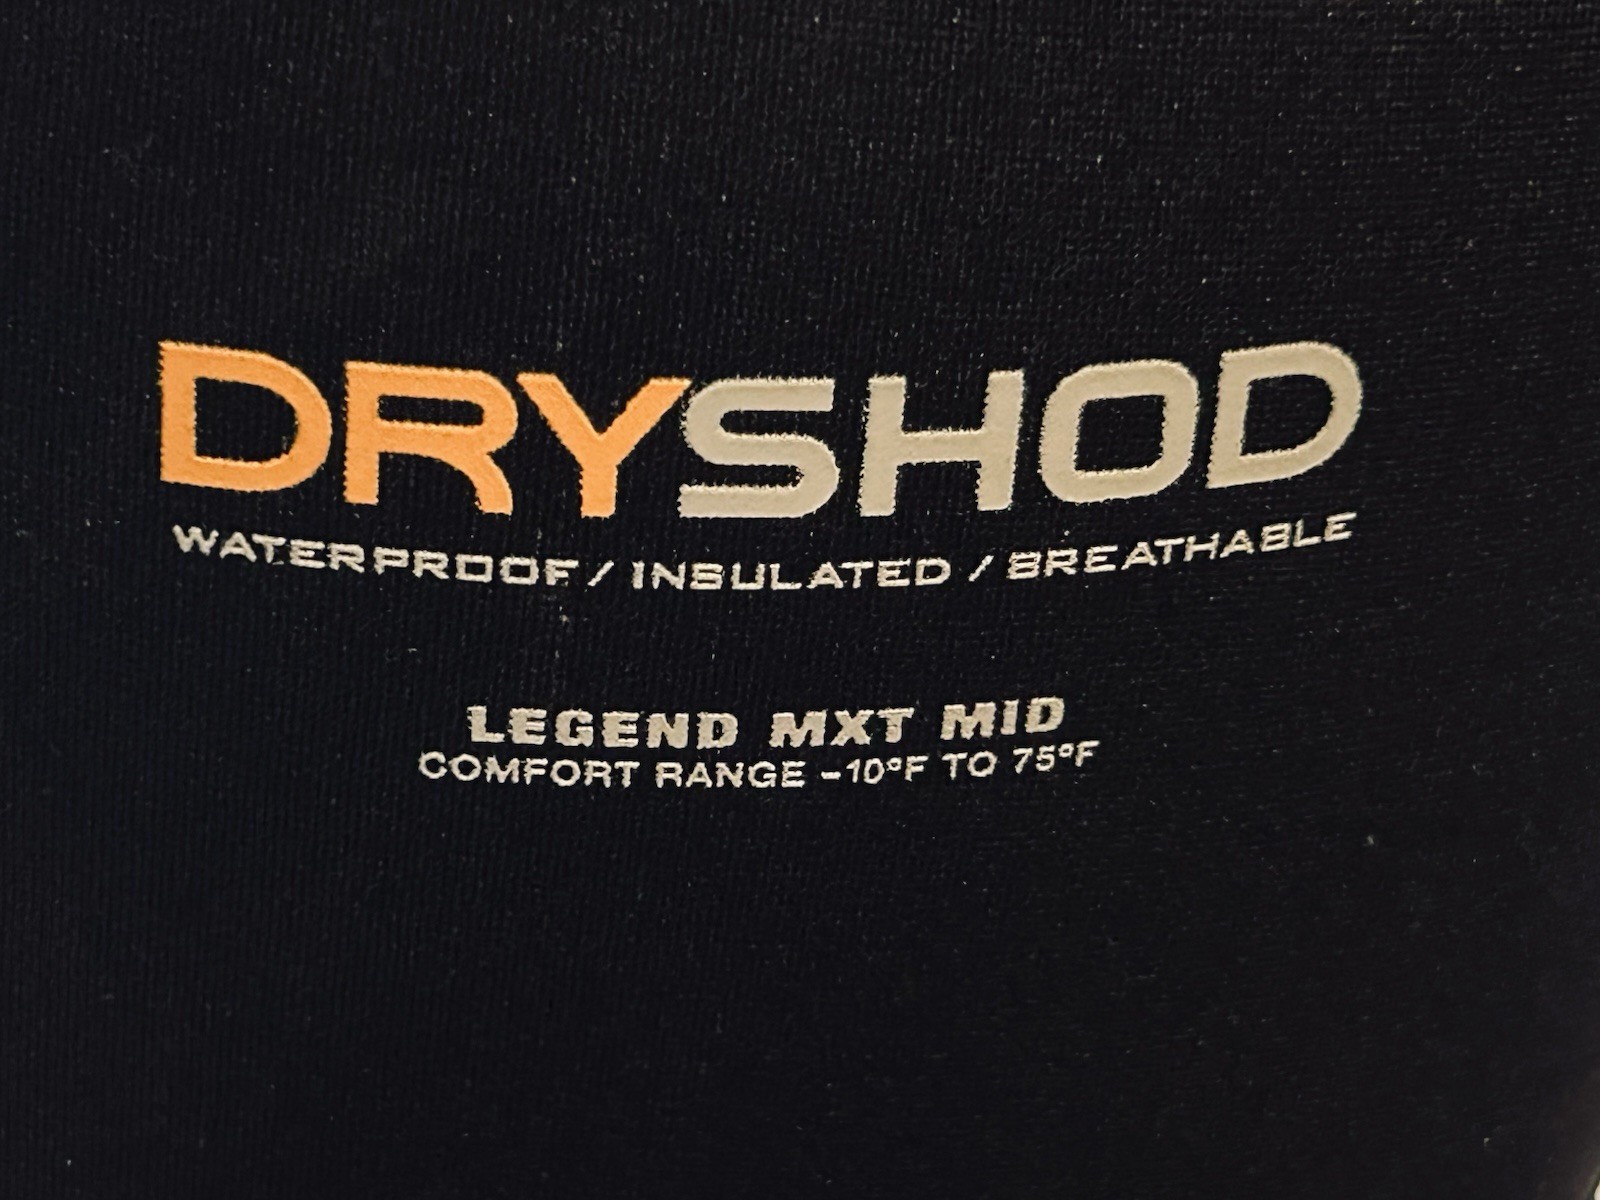 DRYSHOD
WATERPROOF / INSULATED / BREATHABLE
LEGEND MXT MID
COMFORT RANGE -10°F TO 75°F